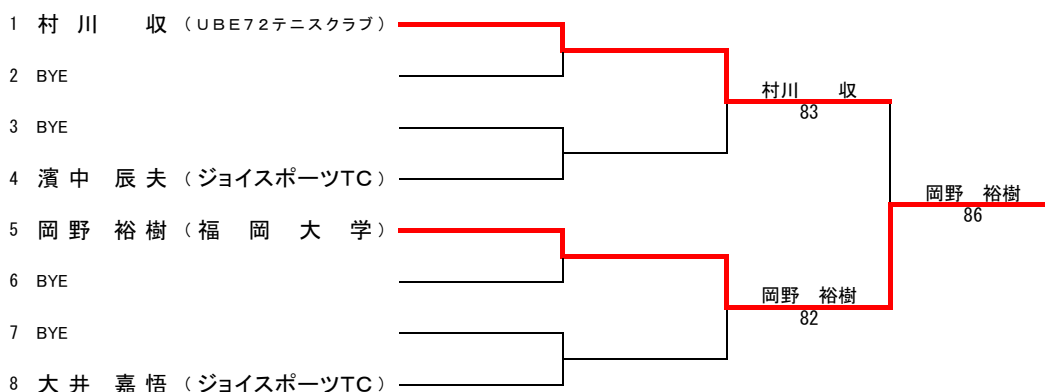 1 村川 収 (UBE72テニスクラブ)
2 BYE
3 BYE
4 濱中 辰夫 (ジョイスポーツTC)
5 岡野 裕樹 (福岡大学)
6 BYE
7 BYE
8 大井 嘉悟 (ジョイスポーツTC)
村川 収
83
岡野 裕樹
82
岡野 裕樹
86